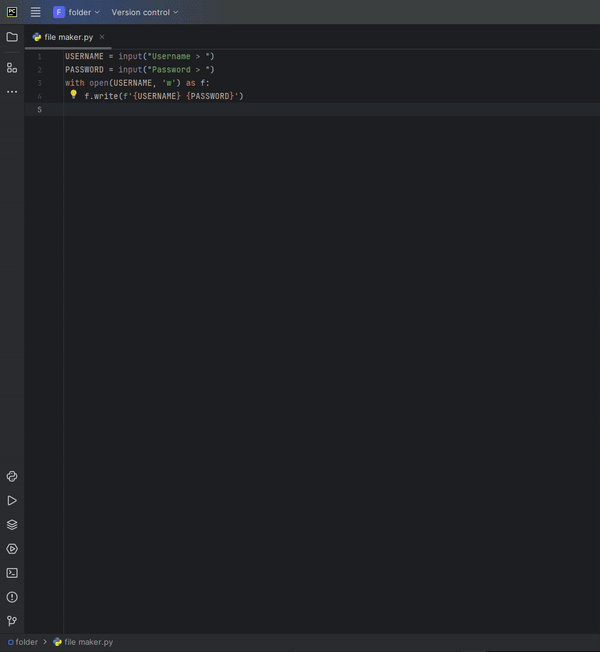 PC
F folder Version control
file maker.py
1 USERNAME = input("Username > ")
2 PASSWORD = input("Password > ")
3 with open(USERNAME, 'w') as f:
4 f.write(f'{USERNAME} {PASSWORD}')
5
folder > file maker.py